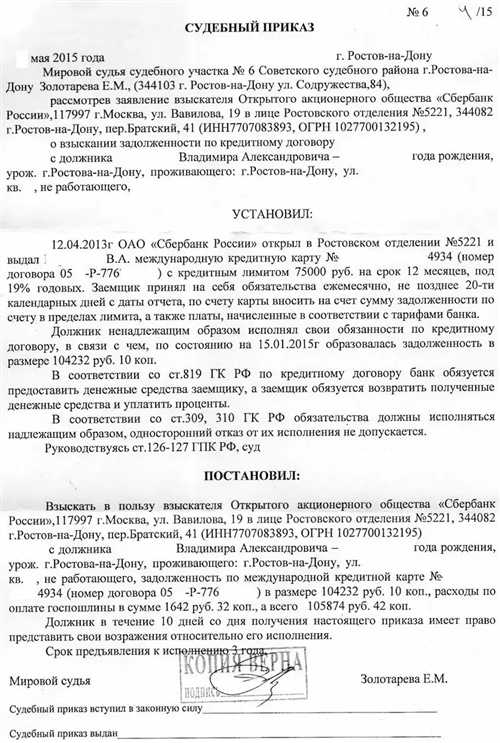 № 6 /15
СУДЕБНЫЙ ПРИКАЗ
мая 2015 года г. Ростов-на-Дону
Мировой судья судебного участка № 6 Советского судебного района г.Ростова-на-
Дону Золотарева Е.М., (344103 г. Ростов-на-Дону ул. Содружества,84),
рассмотрев заявление взыскателя Открытого акционерного общества «Сбербанк
России»,117997 г.Москва, ул. Вавилова, 19 в лице Ростовского отделения №5221, 344082
г.Ростов-на-Дону, пер.Братский, 41 (ИНН7707083893, ОГРН 1027700132195) ,
о взыскании задолженности по кредитному договору
с должника Владимира Александровича – года рождения,
урож. г.Ростова-на-Дону, проживающего: г.Ростов-на-Дону, ул.
кв. , не работающего,
УСТАНОВИЛ:
12.04.2013г ОАО «Сбербанк России» открыл в Ростовском отделении №5221 и
выдал В.А. международную кредитную карту № 4934 (номер
договора 05 -Р-776 ) с кредитным лимитом 75000 руб. на срок 12 месяцев, под
19% годовых. Заемщик принял на себя обязательства ежемесячно, не позднее 20-ти
календарных дней с даты отчета, по счету карты вносить на счет сумму задолженности по
счету в пределах лимита, а также платы, начисленные в соответствии с тарифами банка.
Должник ненадлежащим образом исполнял свои обязанности по кредитному
договору, в связи с чем, по состоянию на 15.01.2015г образовалась задолженность в
размере 104232 руб. 10 коп.
В соответствии со ст.819 ГК РФ по кредитному договору банк обязуется
предоставить денежные средства заемщику, а заемщик обязуется возвратить полученные
денежные средства и уплатить проценты.
В соответствии со ст.309, 310 ГК РФ обязательства должны исполняться
надлежащим образом, односторонний отказ от их исполнения не допускается.
Руководствуясь ст.126-127 ГПК РФ, суд
ПОСТАНОВИЛ:
Взыскать в пользу взыскателя Открытого акционерного общества «Сбербанк
России»,117997 г.Москва, ул. Вавилова, 19 в лице Ростовского отделения №5221, 344082
г.Ростов-на-Дону, пер.Братский, 41 (ИНН7707083893, ОГРН 1027700132195)
с должника Владимира Александровича – года рождения,
урож. г.Ростова-на-Дону, проживающего: г.Ростов-на-Дону, ул.
кв. , не работающего, задолженность по международной кредитной карте №
4934 (номер договора 05 -Р-776 ) в размере 104232 руб. 10 коп., расходы по
оплате госпошлины в сумме 1642 руб. 32 коп., а всего 105874 руб. 42 коп.
Должник в течение 10 дней со дня получения настоящего приказа имеет право
представить свои возражения относительно его исполнения.
Срок предъявления к исполнению 3 года.
КОПИЯ ВЕРНА
ПОДПИСЬ
Мировой судья Золотарева Е.М.
Судебный приказ вступил в законную силу
Судебный приказ выдан